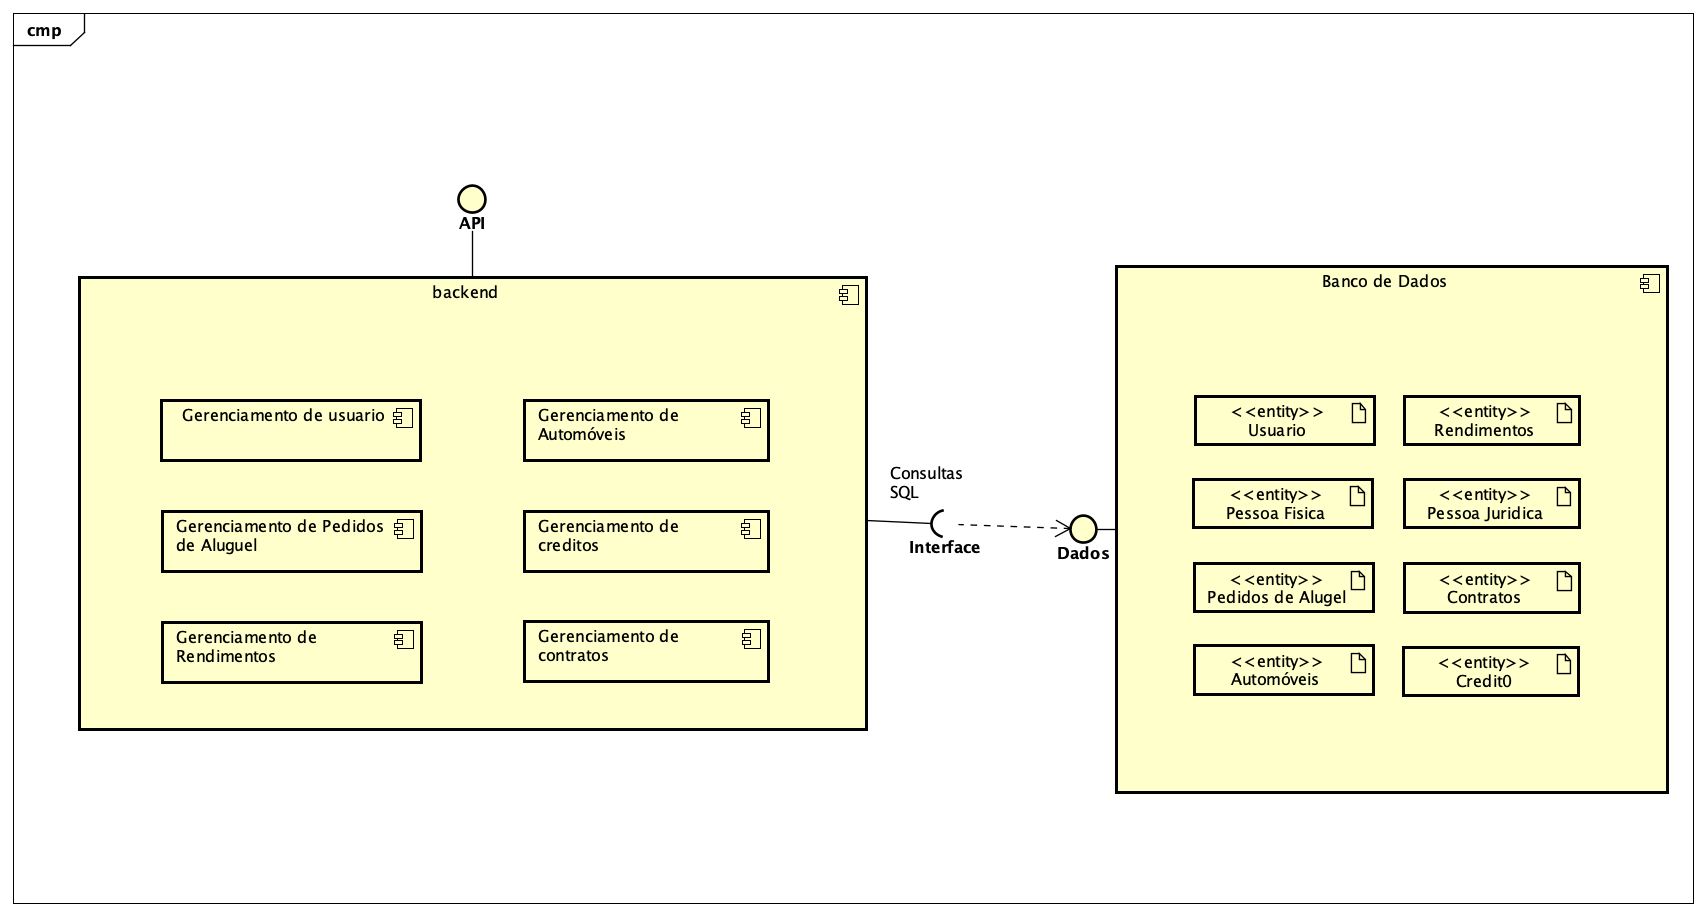 cmp
API
backend
Gerenciamento de usuario
Gerenciamento de
Automóveis
Gerenciamento de Pedidos
de Aluguel
Gerenciamento de
creditos
Gerenciamento de
Rendimentos
Gerenciamento de
contratos
Consultas
SQL
Interface
Dados
Banco de Dados
<<entity>>
Usuario
<<entity>>
Rendimentos
<<entity>>
Pessoa Fisica
<<entity>>
Pessoa Juridica
<<entity>>
Pedidos de Alugel
<<entity>>
Contratos
<<entity>>
Automóveis
<<entity>>
Credit0